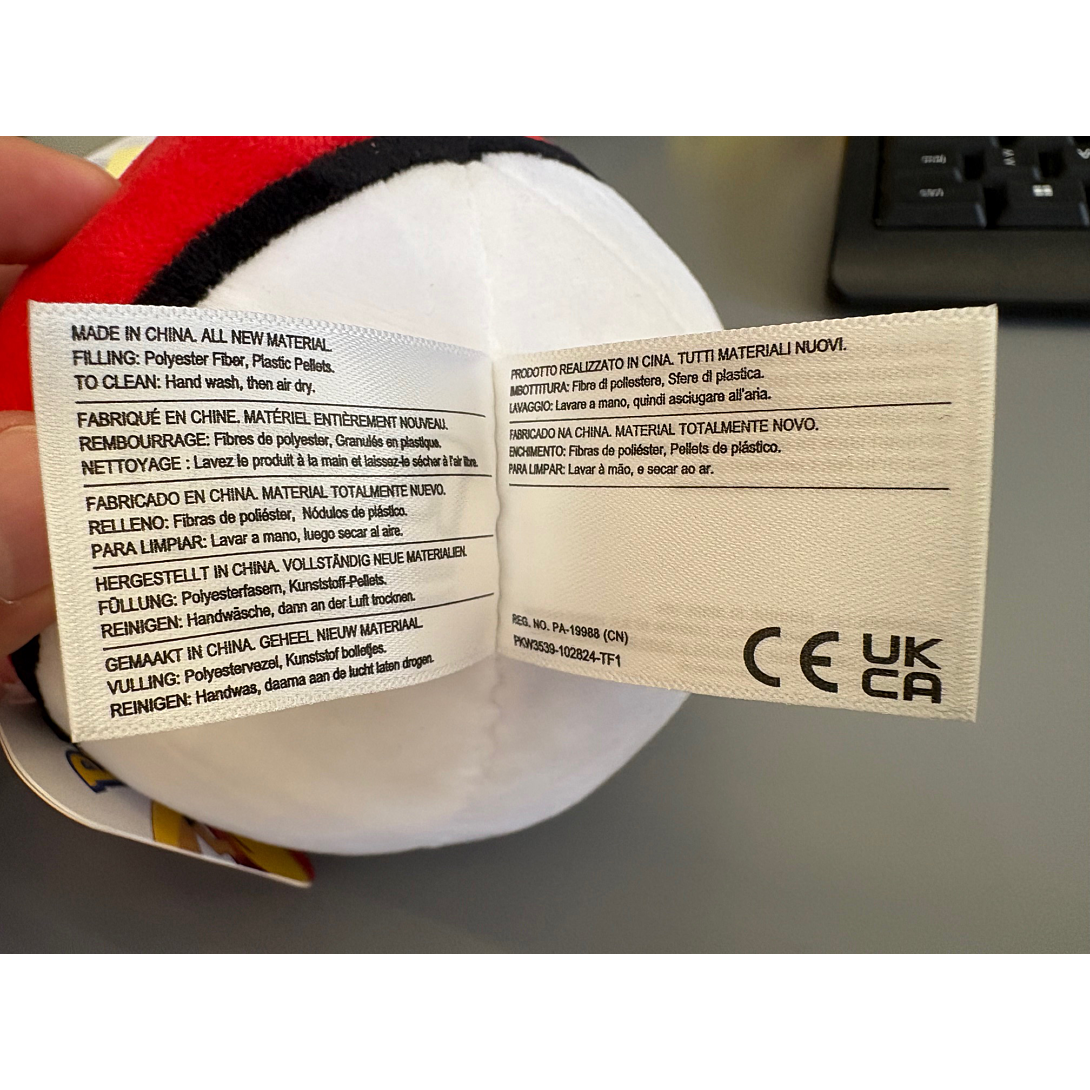 MADE IN CHINA. ALL NEW MATERIAL
FILLING: Polyester Fiber, Plastic Pellets.
TO CLEAN: Hand wash, then air dry.
FABRIQUÉ EN CHINE. MATÉRIEL ENTIÈREMENT NOUVEAU.
REMBOURRAGE: Fibres de polyester, Granulés en plastique.
NETTOYAGE : Lavez le produit à la main et laissez-le sécher à l'air libre.
FABRICADO EN CHINA. MATERIAL TOTALMENTE NUEVO.
RELLENO: Fibras de poliéster, Nódulos de plástico.
PARA LIMPIAR: Lavar a mano, luego secar al aire.
HERGESTELLT IN CHINA. VOLLSTÄNDIG NEUE MATERIALIEN.
FÜLLUNG: Polyesterfasern, Kunststoff-Pellets.
REINIGEN: Handwäsche, dann an der Luft trocknen.
GEMAAKT IN CHINA. GEHEEL NIEUW MATERIAAL
VULLING: Polyestervezel, Kunststof bolletjes.
REINIGEN: Handwas, daarna aan de lucht laten drogen.
PRODOTTO REALIZZATO IN CINA. TUTTI MATERIALI NUOVI.
IMBOTTITURA: Fibre di poliestere, Sfere di plastica.
LAVAGGIO: Lavare a mano, quindi asciugare all'aria.
FABRICADO NA CHINA. MATERIAL TOTALMENTE NOVO.
ENCHIMENTO: Fibras de poliéster, Pellets de plástico.
PARA LIMPAR: Lavar à mão, e secar ao ar.
REG. NO. PA-19988 (CN)
PKW3539-102824-TF1
CE
UK
CA